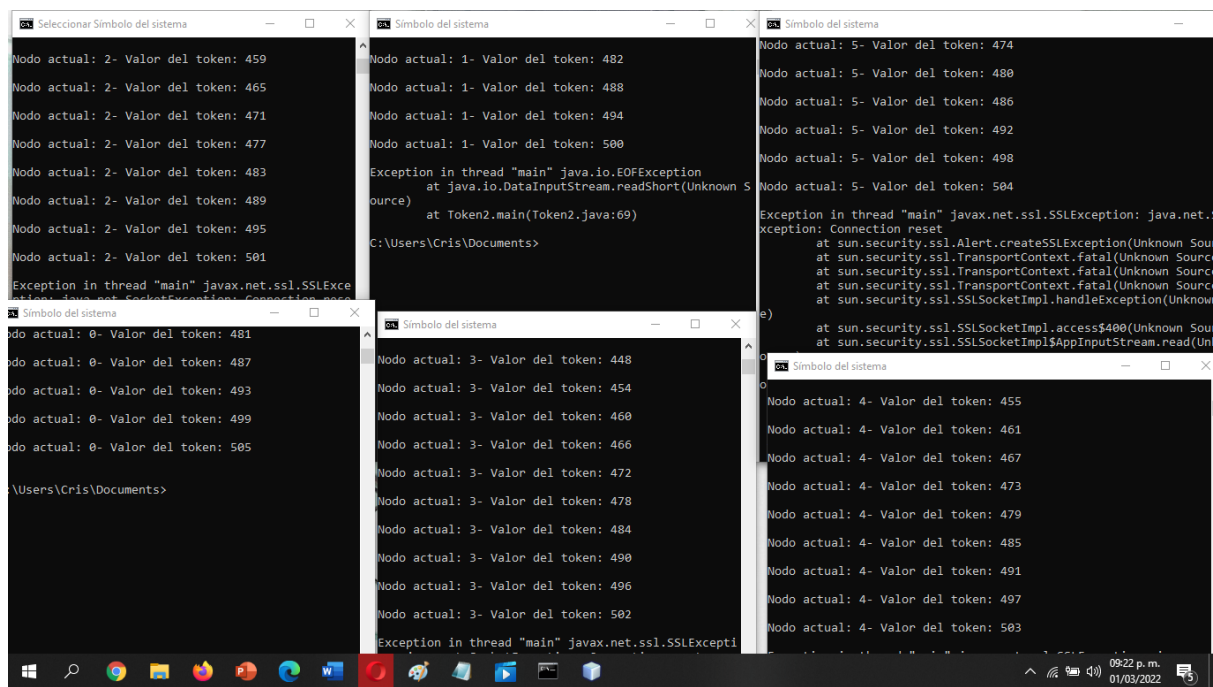 Seleccionar Símbolo del sistema
Nodo actual: 2- Valor del token: 459
Nodo actual: 2- Valor del token: 465
Nodo actual: 2- Valor del token: 471
Nodo actual: 2- Valor del token: 477
Nodo actual: 2- Valor del token: 483
Nodo actual: 2- Valor del token: 489
Nodo actual: 2- Valor del token: 495
Nodo actual: 2- Valor del token: 501
Exception in thread "main" javax.net.ssl.SSLExce
ption: java.net.SocketException: Connection rese
Símbolo del sistema
Nodo actual: 1- Valor del token: 482
Nodo actual: 1- Valor del token: 488
Nodo actual: 1- Valor del token: 494
Nodo actual: 1- Valor del token: 500
Exception in thread "main" java.io.EOFException
at java.io.DataInputStream.readShort(Unknown S
ource)
at Token2.main(Token2.java:69)
C:\Users\Cris\Documents>
Símbolo del sistema
Nodo actual: 5- Valor del token: 474
Nodo actual: 5- Valor del token: 480
Nodo actual: 5- Valor del token: 486
Nodo actual: 5- Valor del token: 492
Nodo actual: 5- Valor del token: 498
Nodo actual: 5- Valor del token: 504
Exception in thread "main" javax.net.ssl.SSLException: java.net.S
xception: Connection reset
at sun.security.ssl.Alert.createSSLException(Unknown Sour
at sun.security.ssl.TransportContext.fatal(Unknown Source
at sun.security.ssl.TransportContext.fatal(Unknown Source
at sun.security.ssl.TransportContext.fatal(Unknown Source
at sun.security.ssl.SSLSocketImpl.handleException(Unknown
e)
at sun.security.ssl.SSLSocketImpl.access$400(Unknown Sou
at sun.security.ssl.SSLSocketImpl$AppInputStream.read(Un
Símbolo del sistema
odo actual: 0- Valor del token: 481
odo actual: 0- Valor del token: 487
odo actual: 0- Valor del token: 493
odo actual: 0- Valor del token: 499
odo actual: 0- Valor del token: 505
:\Users\Cris\Documents>
Símbolo del sistema
Nodo actual: 3- Valor del token: 448
Nodo actual: 3- Valor del token: 454
Nodo actual: 3- Valor del token: 460
Nodo actual: 3- Valor del token: 466
Nodo actual: 3- Valor del token: 472
Nodo actual: 3- Valor del token: 478
Nodo actual: 3- Valor del token: 484
Nodo actual: 3- Valor del token: 490
Nodo actual: 3- Valor del token: 496
Nodo actual: 3- Valor del token: 502
Exception in thread "main" javax.net.ssl.SSLExcepti
Símbolo del sistema
Nodo actual: 4- Valor del token: 455
Nodo actual: 4- Valor del token: 461
Nodo actual: 4- Valor del token: 467
Nodo actual: 4- Valor del token: 473
Nodo actual: 4- Valor del token: 479
Nodo actual: 4- Valor del token: 485
Nodo actual: 4- Valor del token: 491
Nodo actual: 4- Valor del token: 497
Nodo actual: 4- Valor del token: 503
09:22 p. m.
01/03/2022
5